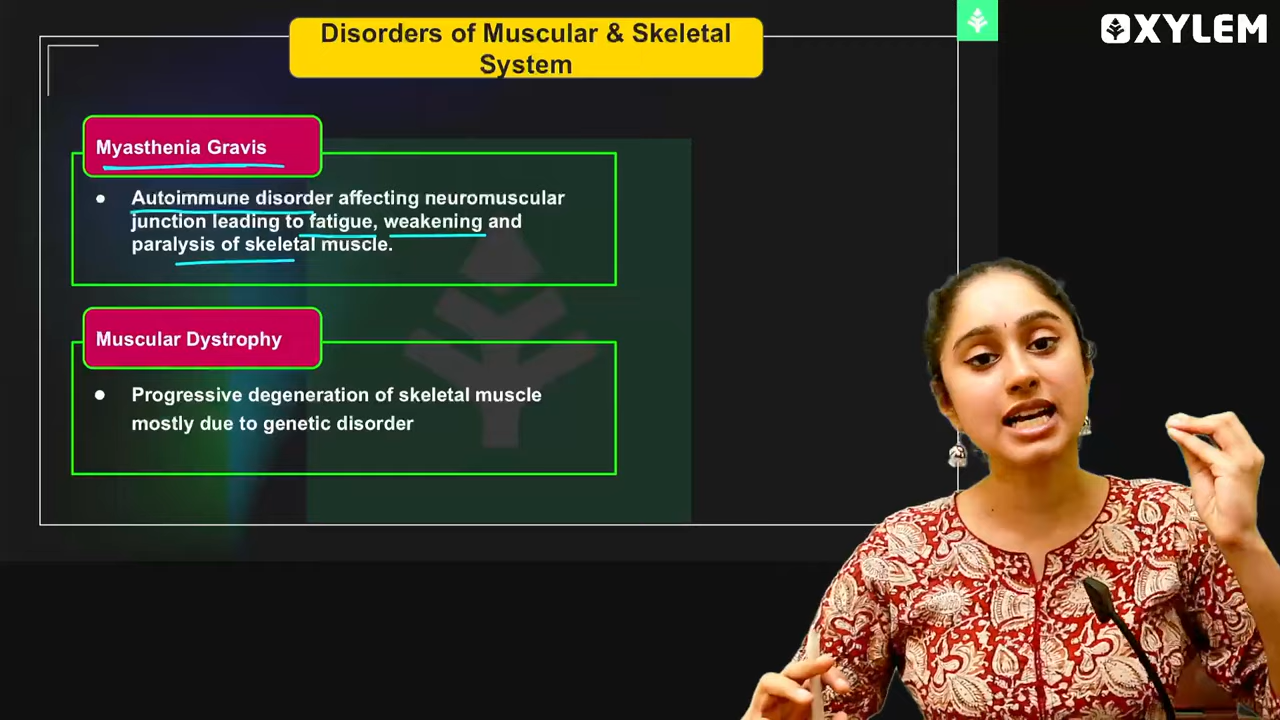 Disorders of Muscular & Skeletal
System
XYLEM
Myasthenia Gravis
Autoimmune disorder affecting neuromuscular
junction leading to fatigue, weakening and
paralysis of skeletal muscle.
Muscular Dystrophy
Progressive degeneration of skeletal muscle
mostly due to genetic disorder